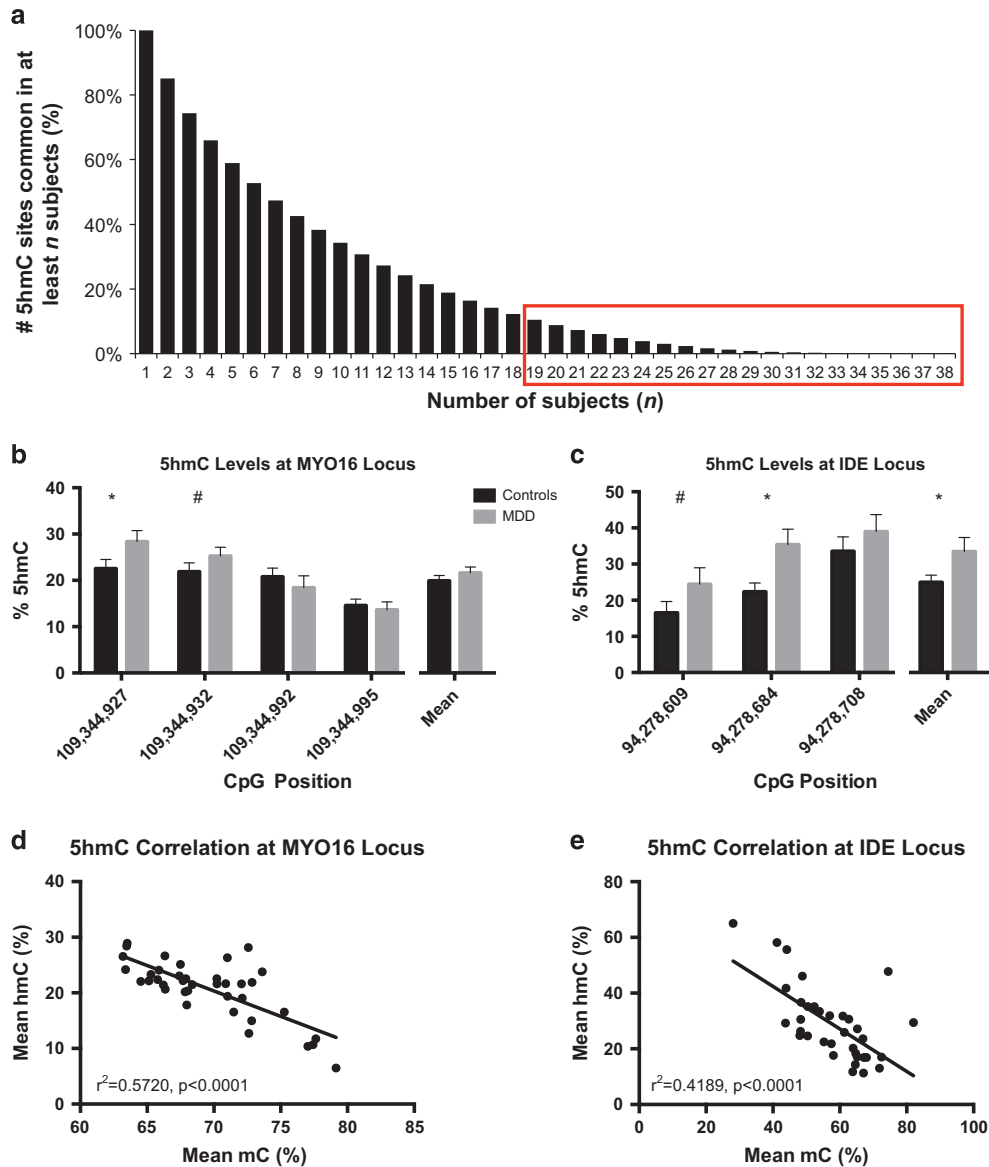 a
# 5hmC sites common in at
least n subjects (%)
100%
80%
60%
40%
20%
0%
1 2 3 4 5 6 7 8 9 10 11 12 13 14 15 16 17 18 19 20 21 22 23 24 25 26 27 28 29 30 31 32 33 34 35 36 37 38
Number of subjects (n)
b
5hmC Levels at MYO16 Locus
% 5hmC
50
40
30
20
10
0
*
#
Controls
MDD
109,344,927
109,344,932
109,344,992
109,344,995
Mean
CpG Position
c
5hmC Levels at IDE Locus
% 5hmC
50
40
30
20
10
0
#
*
*
94,278,609
94,278,684
94,278,708
Mean
CpG Position
d
5hmC Correlation at MYO16 Locus
Mean hmC (%)
40
30
20
10
0
r²=0.5720, p<0.0001
60 65 70 75 80 85
Mean mC (%)
e
5hmC Correlation at IDE Locus
Mean hmC (%)
80
60
40
20
0
r²=0.4189, p<0.0001
0 20 40 60 80 100
Mean mC (%)